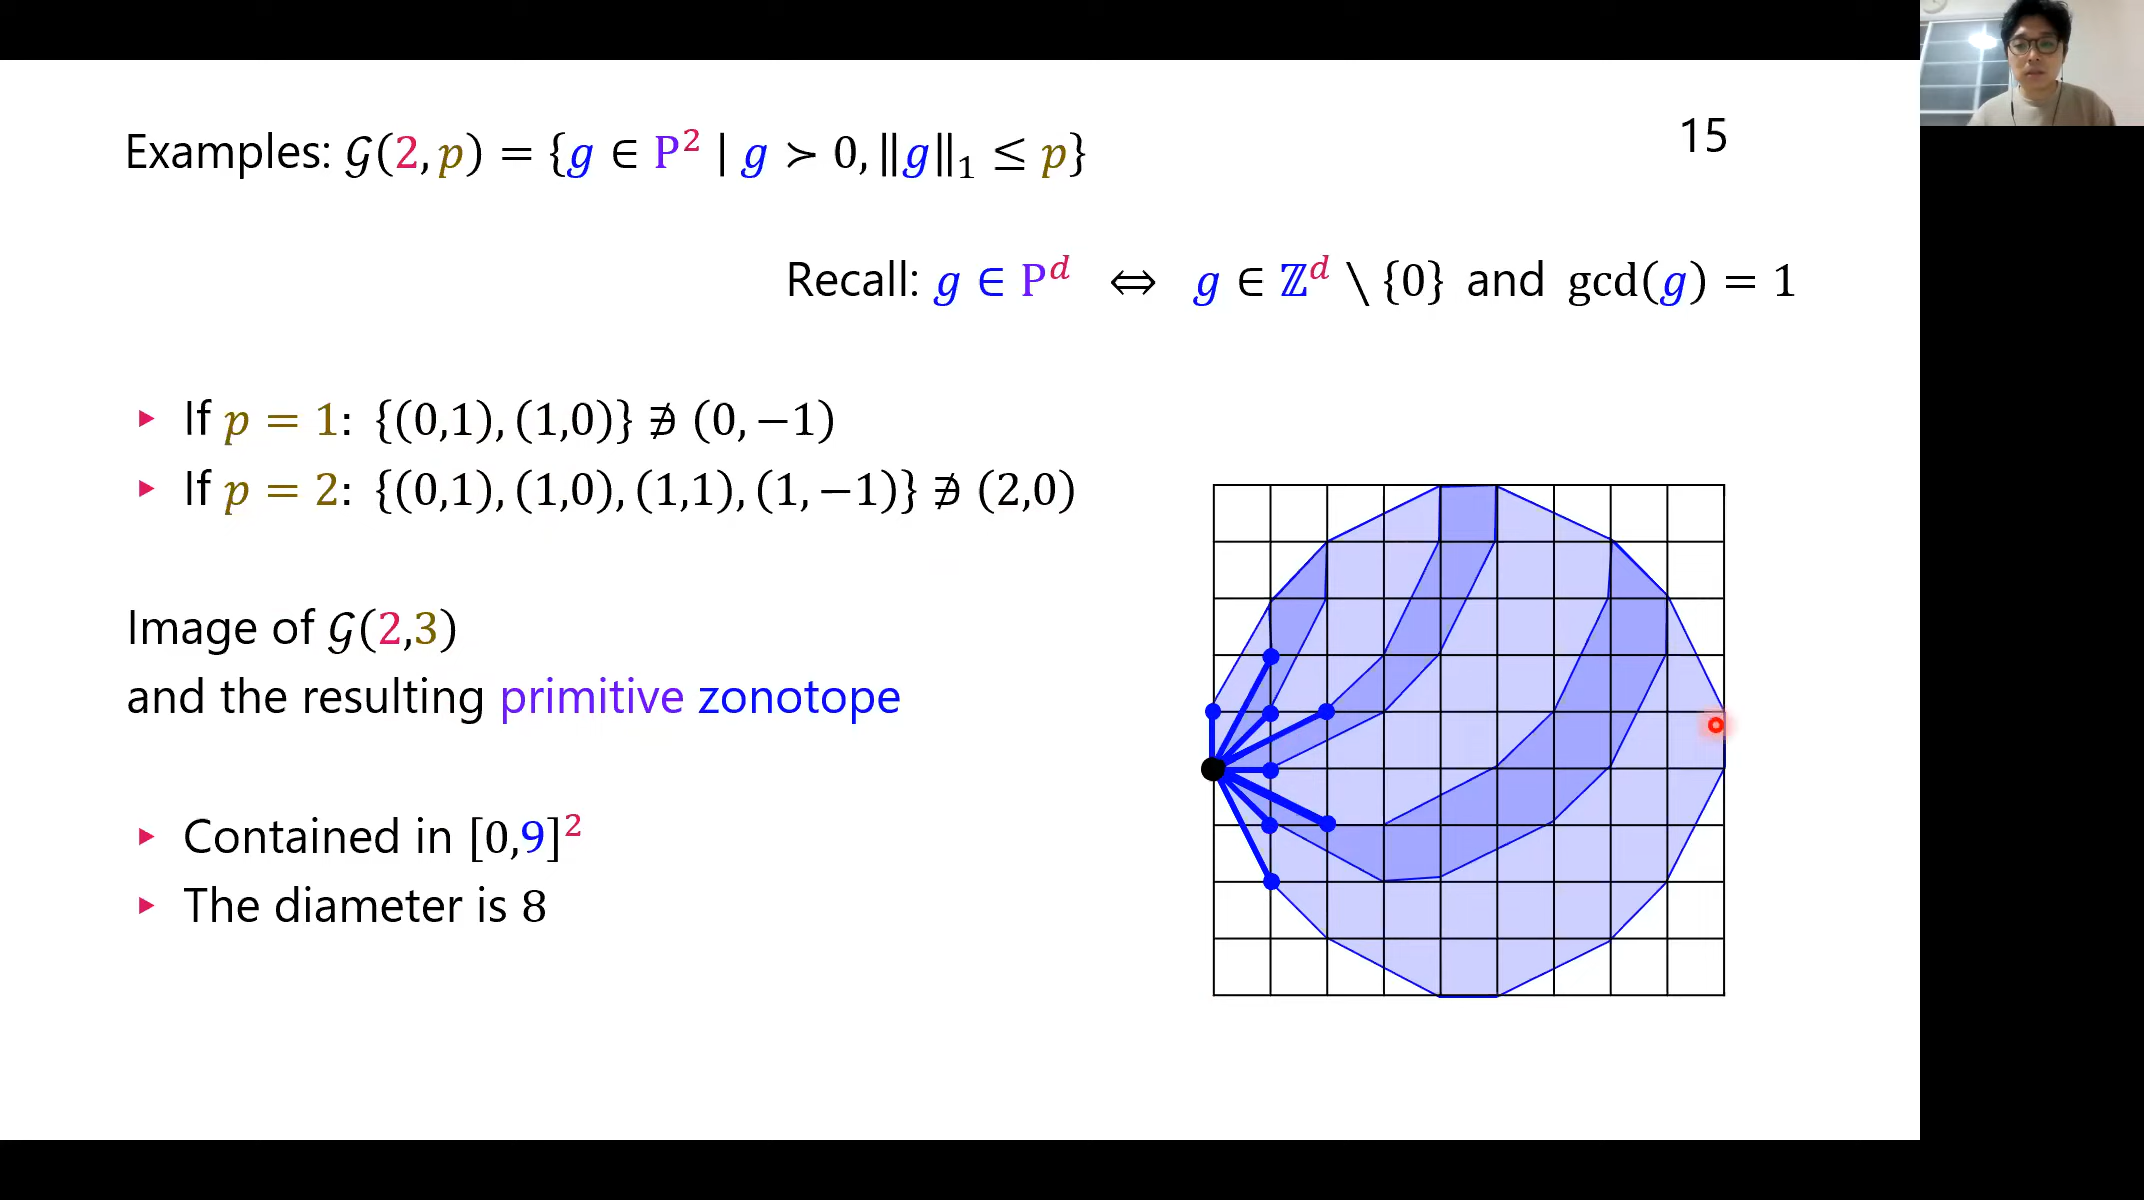 15
Examples: 𝒢(2, p) = {g ∈ P² | g ≻ 0, ‖g‖₁ ≤ p}
Recall: g ∈ Pᵈ ⇔ g ∈ ℤᵈ \ {0} and gcd(g) = 1
▸ If p = 1: {(0,1), (1,0)} ∌ (0, −1)
▸ If p = 2: {(0,1), (1,0), (1,1), (1, −1)} ∌ (2,0)
Image of 𝒢(2,3)
and the resulting primitive zonotope
▸ Contained in [0,9]²
▸ The diameter is 8